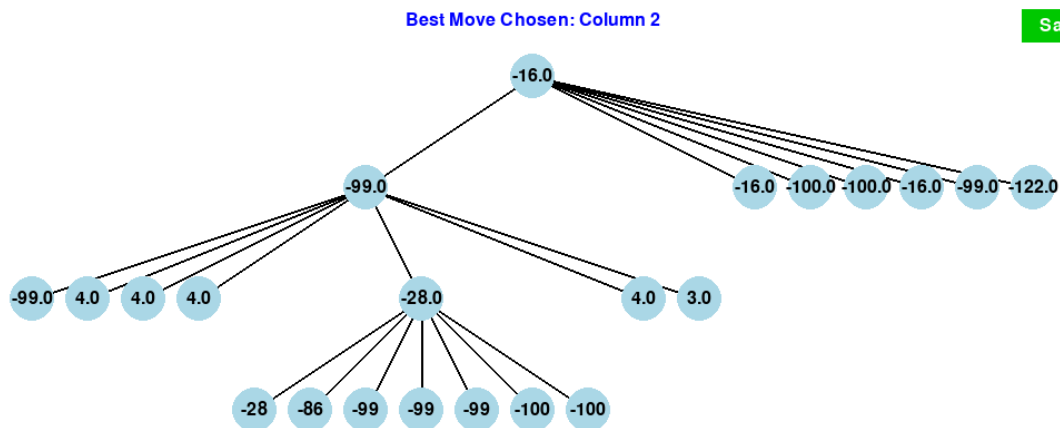 Best Move Chosen: Column 2
Sa
-16.0
-99.0
-16.0 -100.0 -100.0 -16.0 -99.0 -122.0
-99.0 4.0 4.0 4.0 -28.0 4.0 3.0
-28 -86 -99 -99 -99 -100 -100